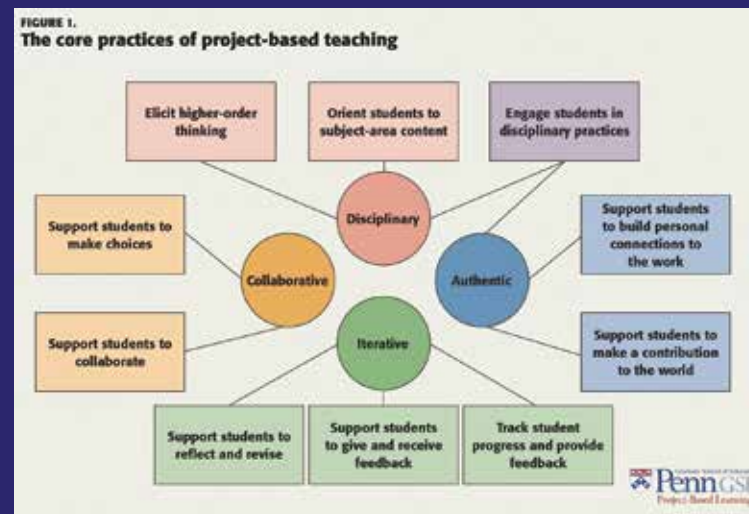 FIGURE 1.
The core practices of project-based teaching
Elicit higher-order
thinking
Orient students to
subject-area content
Engage students in
disciplinary practices
Disciplinary
Support students to
make choices
Collaborative
Authentic
Support students
to build personal
connections to
the work
Support students to
collaborate
Iterative
Support students to
make a contribution
to the world
Support students to
reflect and revise
Support students
to give and receive
feedback
Track student
progress and provide
feedback
Penn GSE
Project-Based Learning